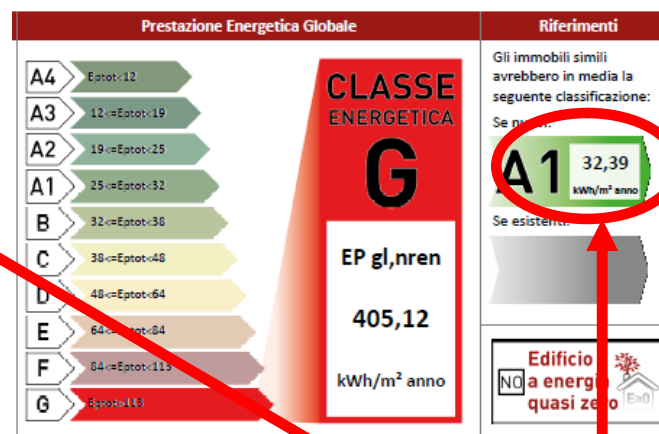 Prestazione Energetica Globale
A4 Eptot<12
A3 12<=Eptot<19
A2 19<=Eptot<25
A1 25<=Eptot<32
B 32<=Eptot<38
C 38<=Eptot<48
D 48<=Eptot<64
E 64<=Eptot<84
F 84<=Eptot<113
G Eptot>113
CLASSE
ENERGETICA
G
EP gl,nren
405,12
kWh/m² anno
Riferimenti
Gli immobili simili
avrebbero in media la
seguente classificazione:
Se nuovi:
A1 32,39
kWh/m² anno
Se esistenti:
NO
Edificio
a energia
quasi zero
E≥0